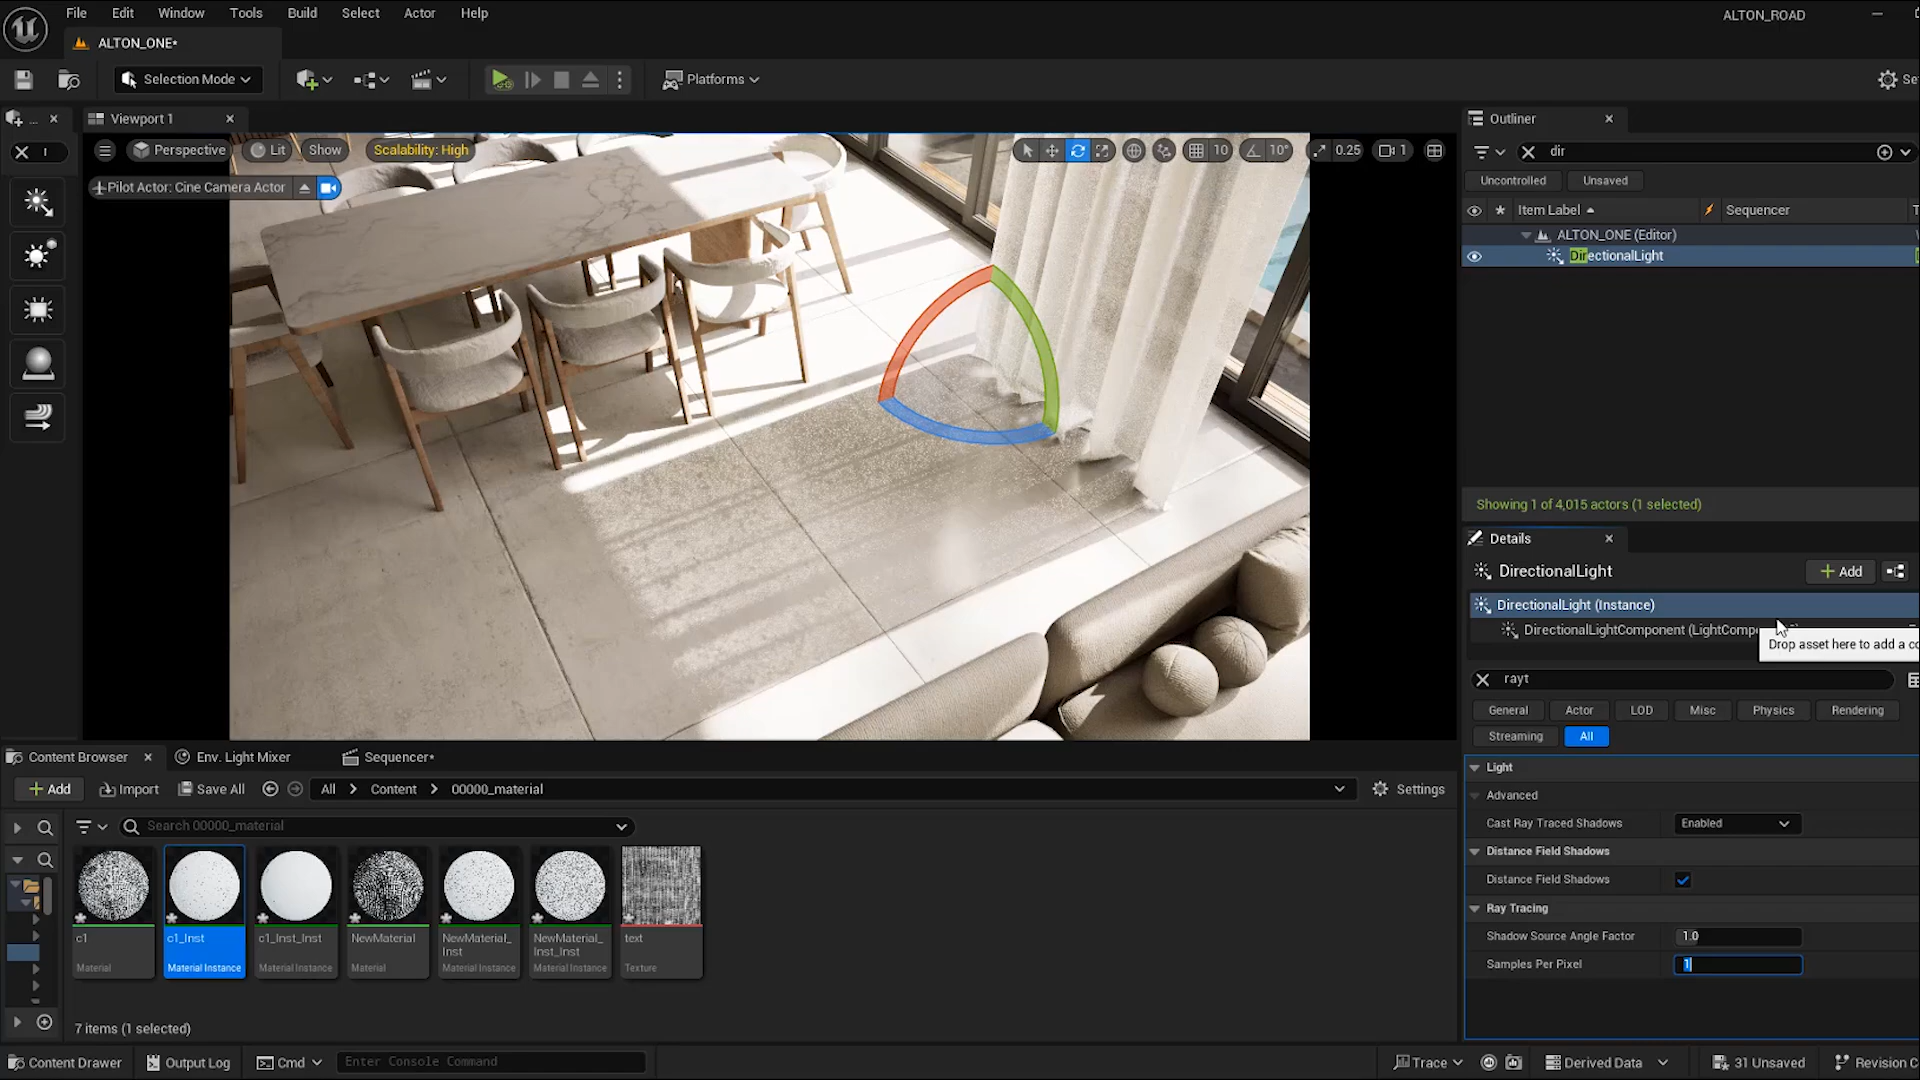 File Edit Window Tools Build Select Actor Help
ALTON_ROAD
ALTON_ONE*
Selection Mode
Platforms
Viewport 1
Perspective
Lit
Show
Scalability: High
10
10°
0.25
1
Pilot Actor: Cine Camera Actor
Outliner
dir
Uncontrolled
Unsaved
Item Label
Sequencer
ALTON_ONE (Editor)
DirectionalLight
Showing 1 of 4,015 actors (1 selected)
Details
DirectionalLight
Add
DirectionalLight (Instance)
DirectionalLightComponent (LightCompo
Drop asset here to add a co
rayt
General
Actor
LOD
Misc
Physics
Rendering
Streaming
All
Light
Advanced
Cast Ray Traced Shadows
Enabled
Distance Field Shadows
Distance Field Shadows
Ray Tracing
Shadow Source Angle Factor
1.0
Samples Per Pixel
1
Content Browser
Env. Light Mixer
Sequencer*
Add
Import
Save All
All
Content
00000_material
Settings
Search 00000_material
c1
Material
c1_Inst
Material Instance
c1_Inst_Inst
Material Instance
NewMaterial
Material
NewMaterial_
Inst
Material Instance
NewMaterial_
Inst_Inst
Material Instance
text
Texture
7 items (1 selected)
Content Drawer
Output Log
Cmd
Enter Console Command
Trace
Derived Data
31 Unsaved
Revision C